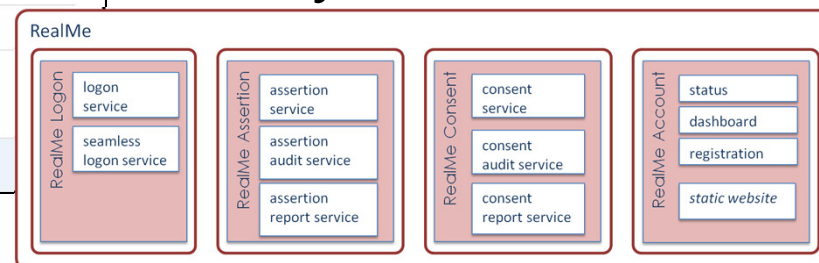 RealMe
RealMe Logon
logon
service
seamless
logon service
RealMe Assertion
assertion
service
assertion
audit service
assertion
report service
RealMe Consent
consent
service
consent
audit service
consent
report service
RealMe Account
status
dashboard
registration
static website